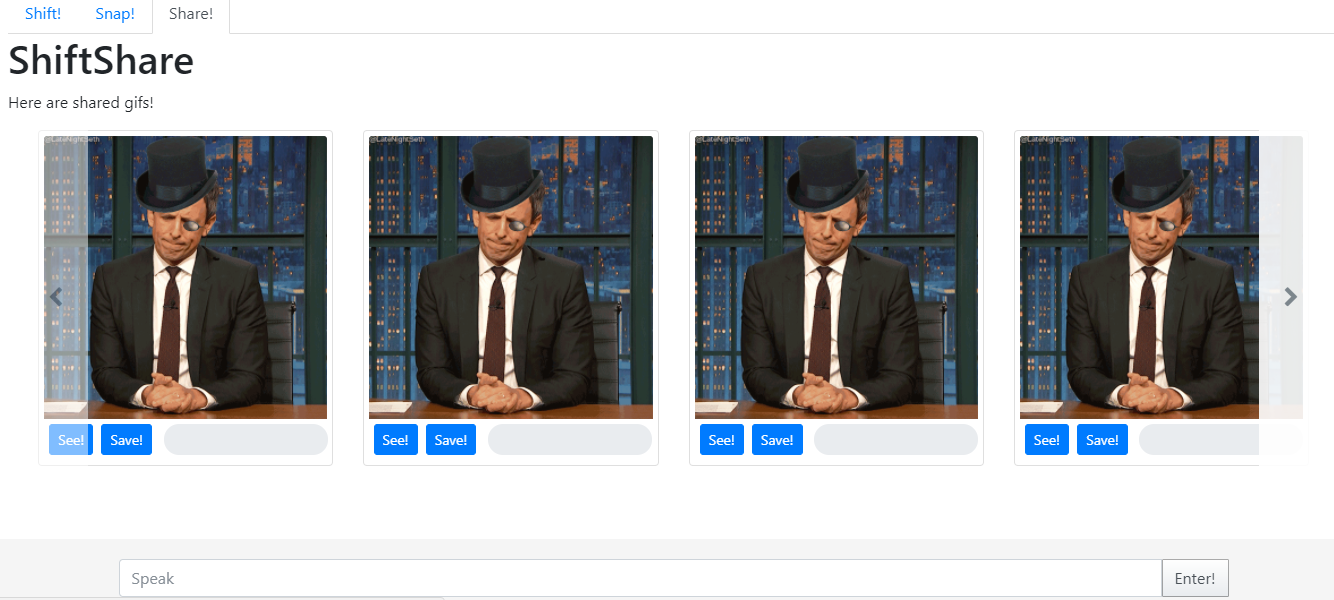 Shift! Snap! Share!
ShiftShare
Here are shared gifs!
@LateNightSeth @LateNightSeth @LateNightSeth @LateNightSeth
See! Save! See! Save! See! Save! See! Save!
Speak Enter!